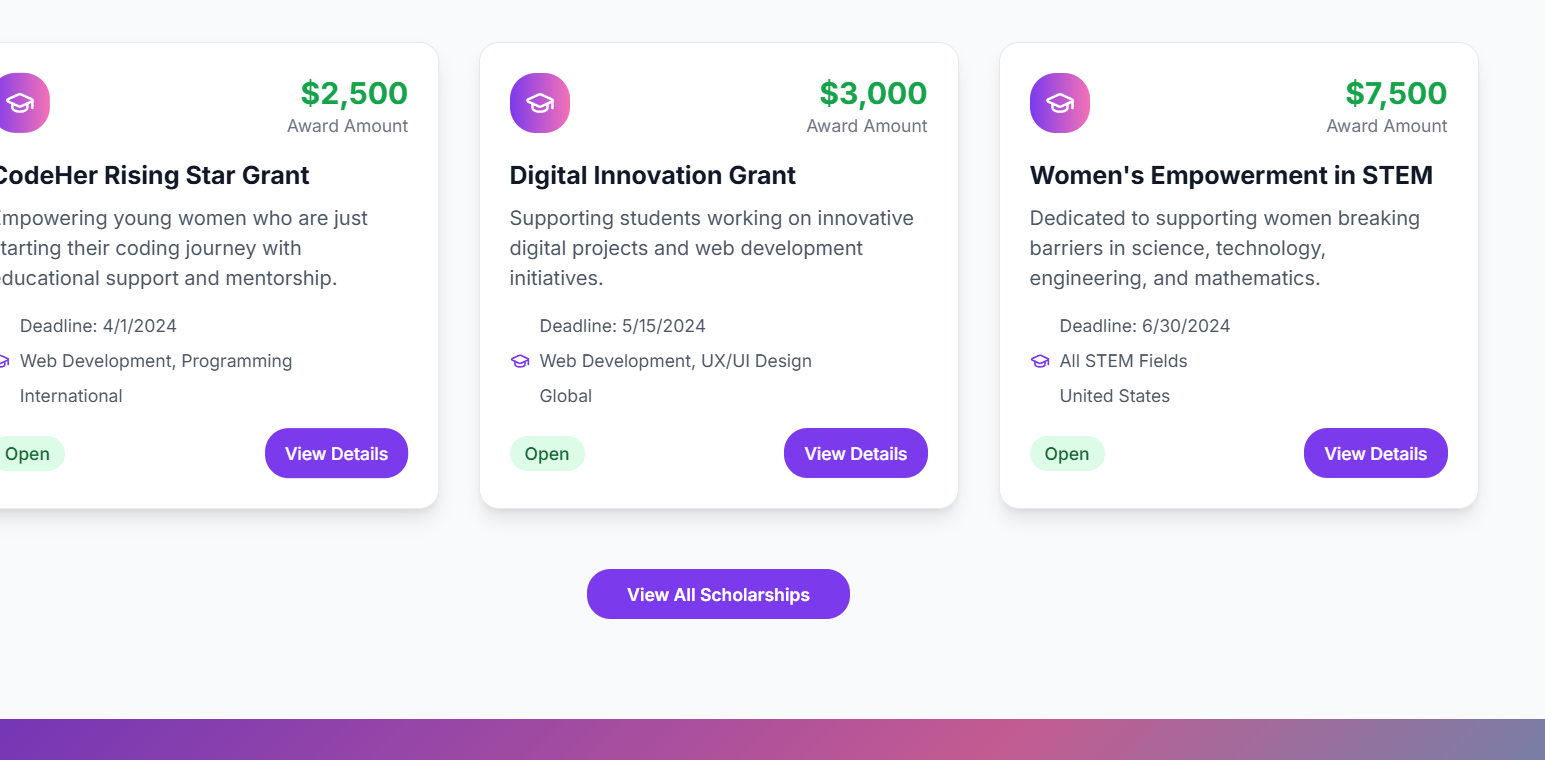 $2,500
Award Amount
CodeHer Rising Star Grant
Empowering young women who are just
starting their coding journey with
educational support and mentorship.
Deadline: 4/1/2024
Web Development, Programming
International
Open
View Details
$3,000
Award Amount
Digital Innovation Grant
Supporting students working on innovative
digital projects and web development
initiatives.
Deadline: 5/15/2024
Web Development, UX/UI Design
Global
Open
View Details
$7,500
Award Amount
Women's Empowerment in STEM
Dedicated to supporting women breaking
barriers in science, technology,
engineering, and mathematics.
Deadline: 6/30/2024
All STEM Fields
United States
Open
View Details
View All Scholarships